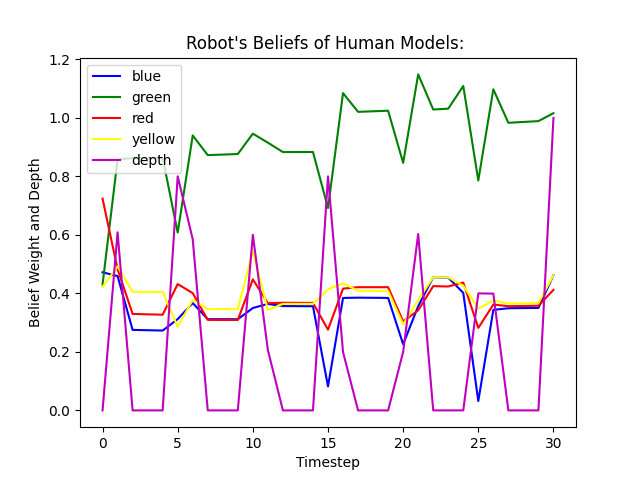 Robot's Beliefs of Human Models:
1.2
1.0
0.8
0.6
0.4
0.2
0.0
Belief Weight and Depth
blue
green
red
yellow
depth
0 5 10 15 20 25 30
Timestep